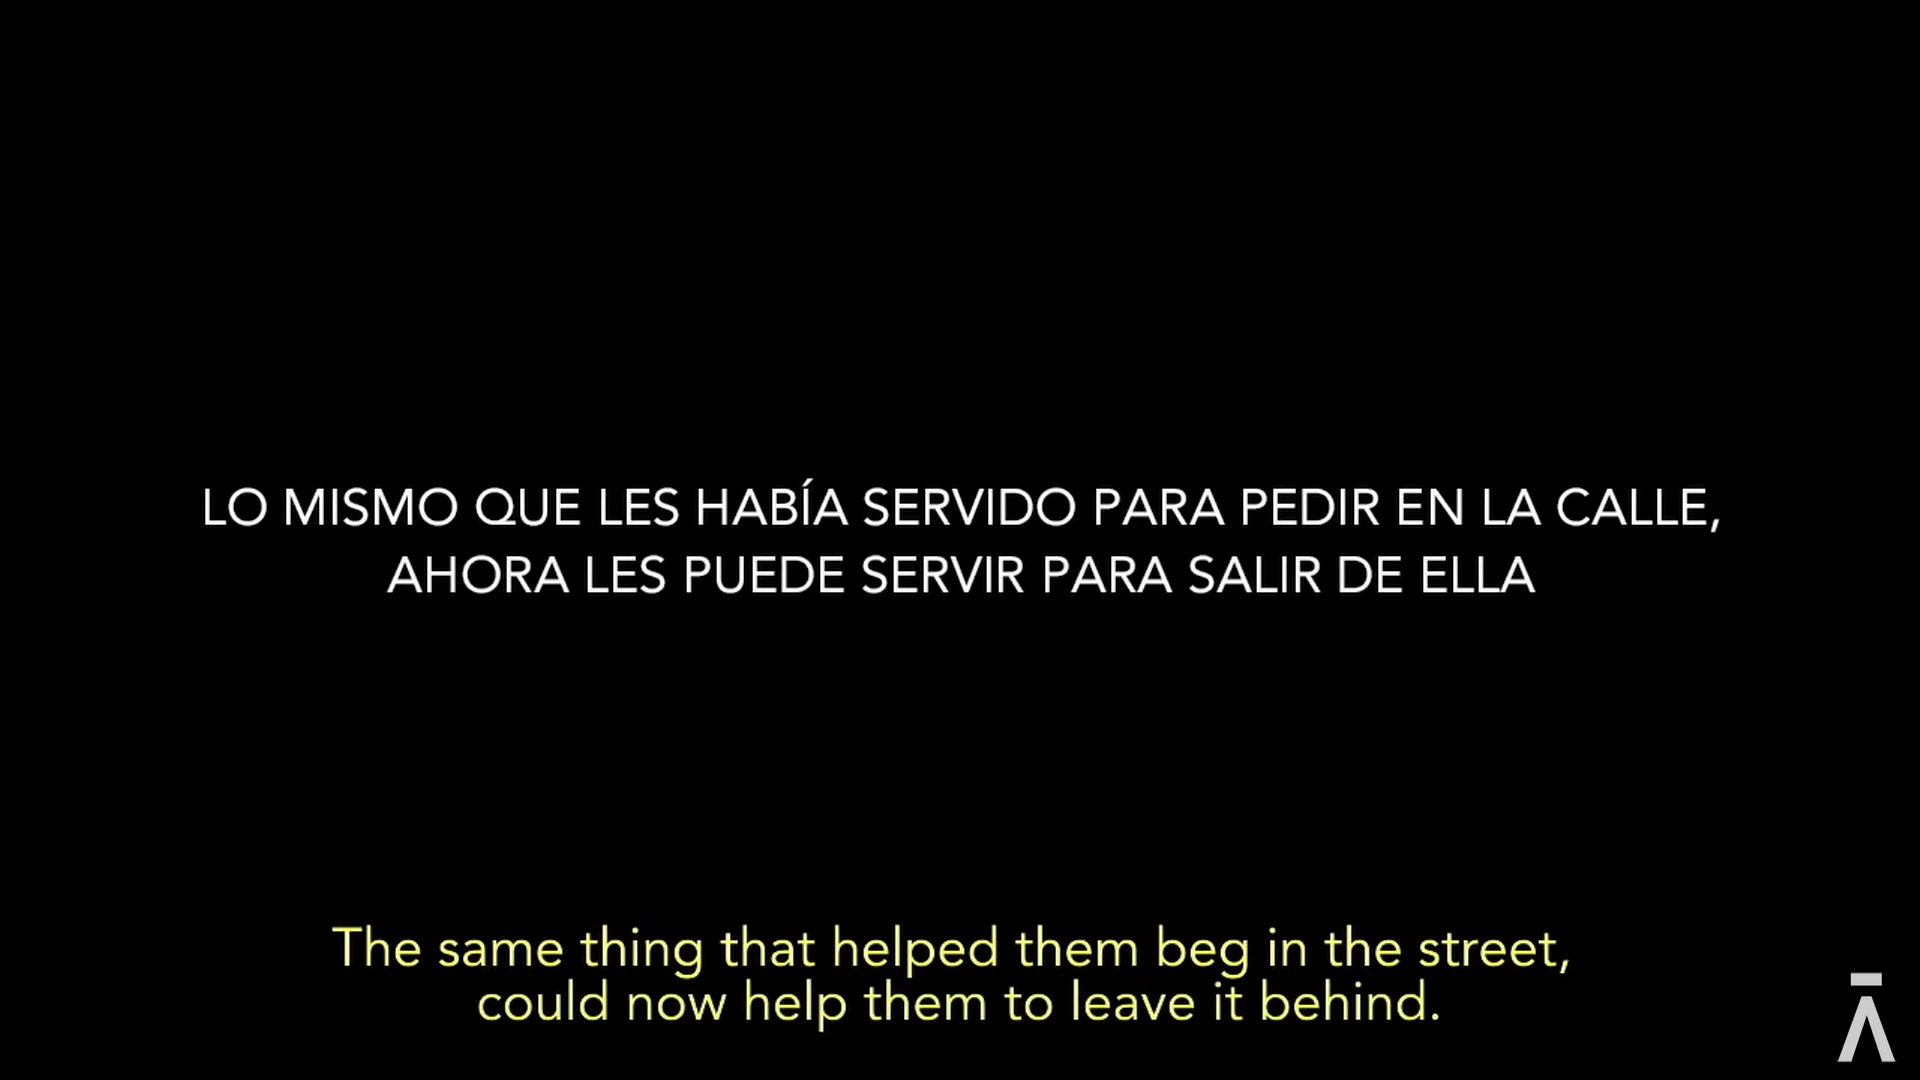 LO MISMO QUE LES HABÍA SERVIDO PARA PEDIR EN LA CALLE,
AHORA LES PUEDE SERVIR PARA SALIR DE ELLA
The same thing that helped them beg in the street,
could now help them to leave it behind.